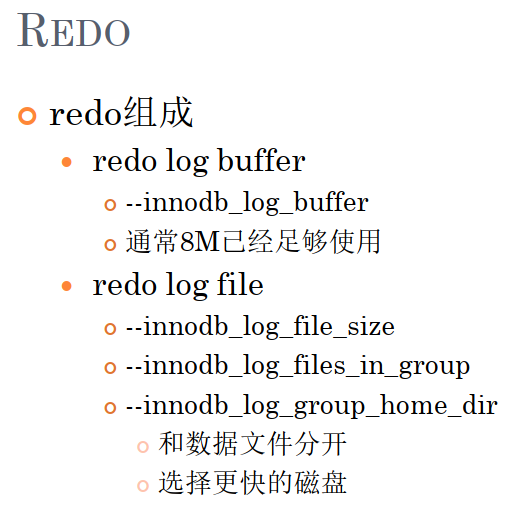 REDO
redo组成
redo log buffer
--innodb_log_buffer
通常8M已经足够使用
redo log file
--innodb_log_file_size
--innodb_log_files_in_group
--innodb_log_group_home_dir
和数据文件分开
选择更快的磁盘